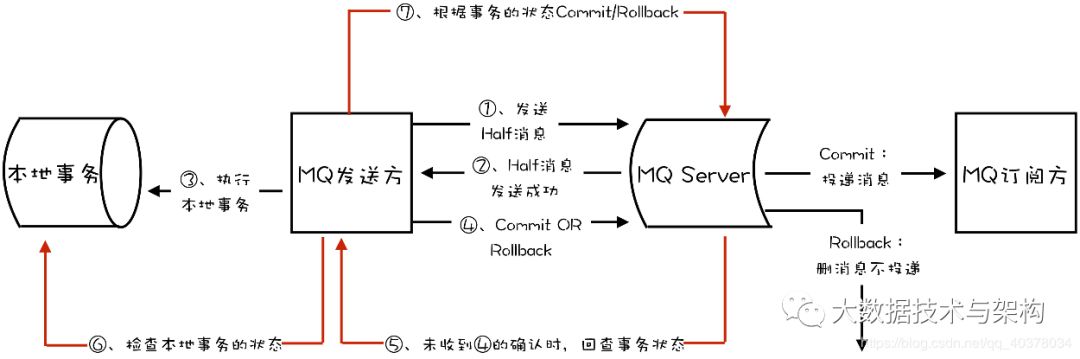 ⑦、根据事务的状态Commit/Rollback
①、发送
Half消息
②、Half消息
发送成功
本地事务
③、执行
本地事务
MQ发送方
MQ Server
Commit：
投递消息
MQ订阅方
④、Commit OR
Rollback
Rollback：
删消息不投递
大数据技术与架构
⑥、检查本地事务的状态
⑤、未收到④的确认时，回查事务状态
https://blog.csdn.net/qq_40378034